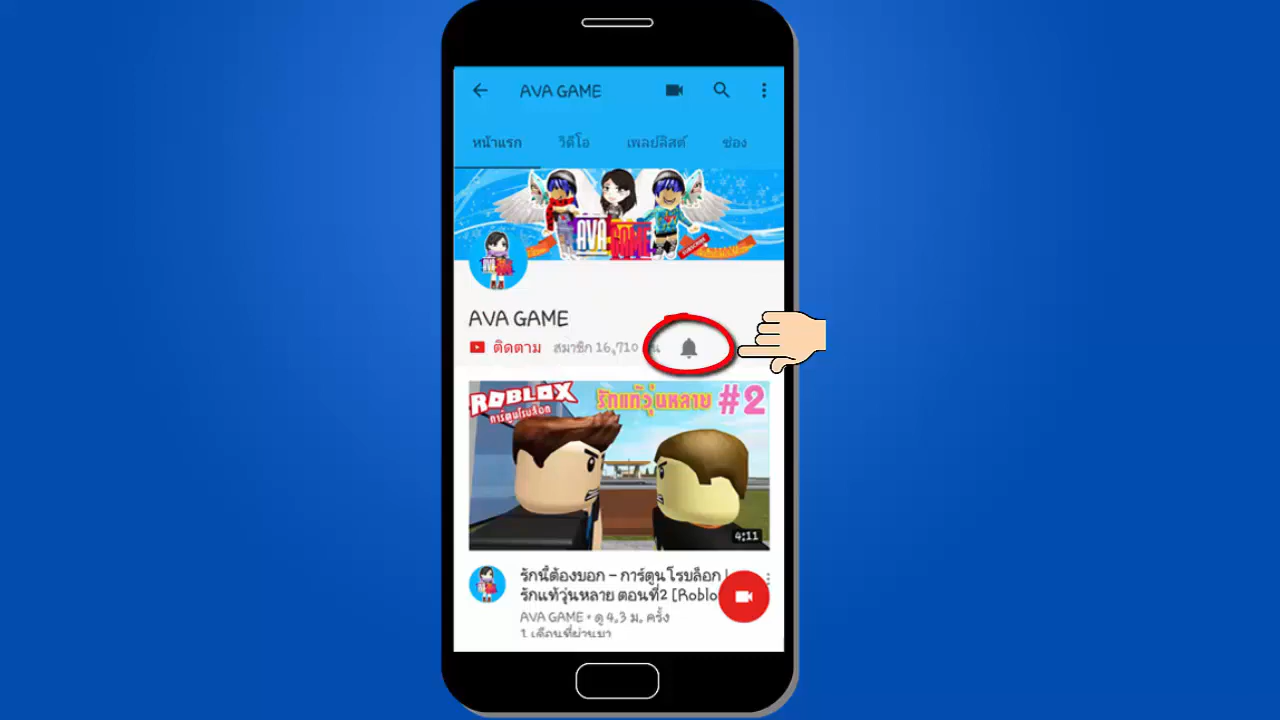 AVA GAME
หน้าแรก วิดีโอ เพลย์ลิสต์ ช่อง
AVA GAME
AVA GAME
ติดตาม สมาชิก 16,710
ROBLOX
การ์ตูนโรบล็อก
รักแท้วุ่นหลาย #2
4:11
รักนี้ต้องบอก - การ์ตูน โรบล็อก |
รักแท้วุ่นหลาย ตอนที่2 [Roblo
AVA GAME • ดู 4.3 ม. ครั้ง
1 เดือนที่ผ่านมา